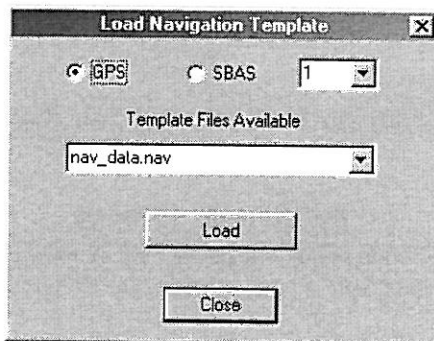 Load Navigation Template
GPS SBAS 1
Template Files Available
nav_data.nav
Load
Close